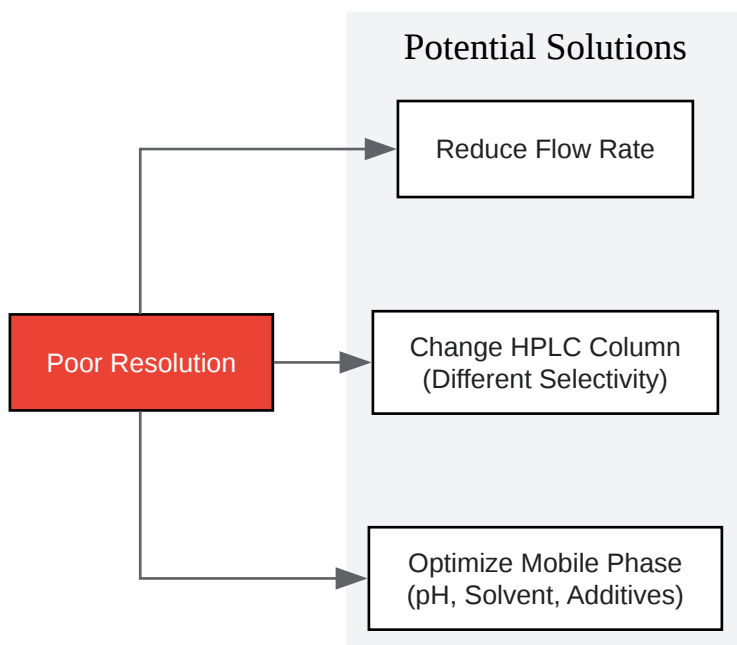 Potential Solutions
Reduce Flow Rate
Poor Resolution
Change HPLC Column
(Different Selectivity)
Optimize Mobile Phase
(pH, Solvent, Additives)